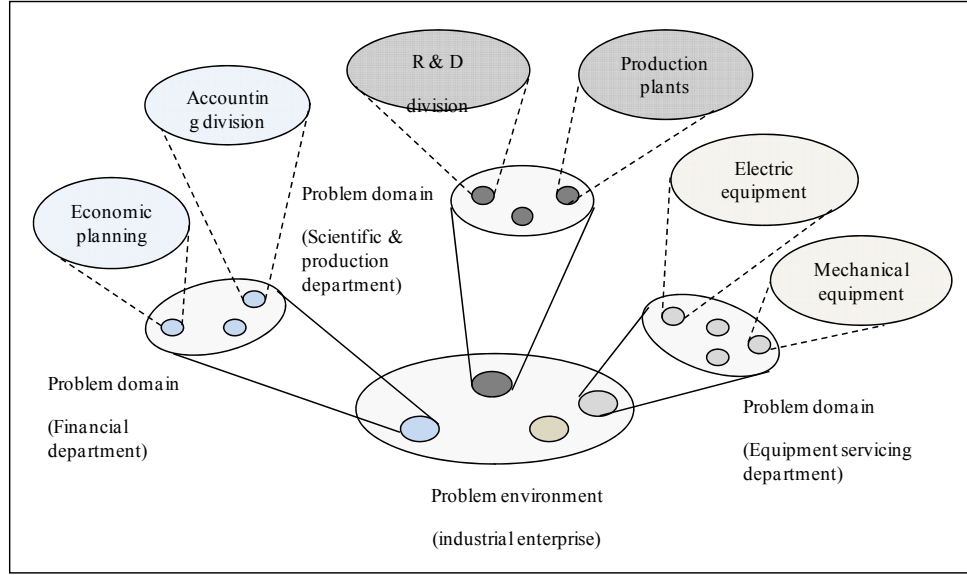 R & D
division
Production
plants
Accountin
g division
Electric
equipment
Problem domain
(Scientific &
production
department)
Economic
planning
Mechanical
equipment
Problem domain
(Financial
department)
Problem domain
(Equipment servicing
department)
Problem environment
(industrial enterprise)